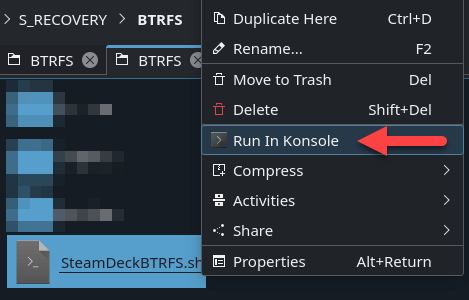 S_RECOVERY > BTRFS
BTRFS
BTRFS
Duplicate Here Ctrl+D
Rename... F2
Move to Trash Del
Delete Shift+Del
Run In Konsole
Compress
Activities
Share
Properties Alt+Return
SteamDeckBTRFS.sh